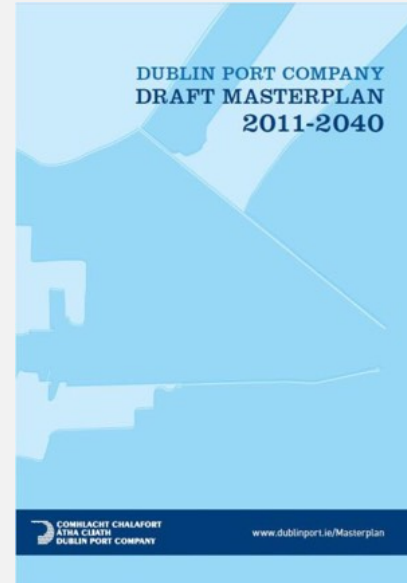 DUBLIN PORT COMPANY
DRAFT MASTERPLAN
2011-2040
COMHLACHT CHALAFORT
ÁTHA CLIATH
DUBLIN PORT COMPANY
www.dublinport.ie/Masterplan